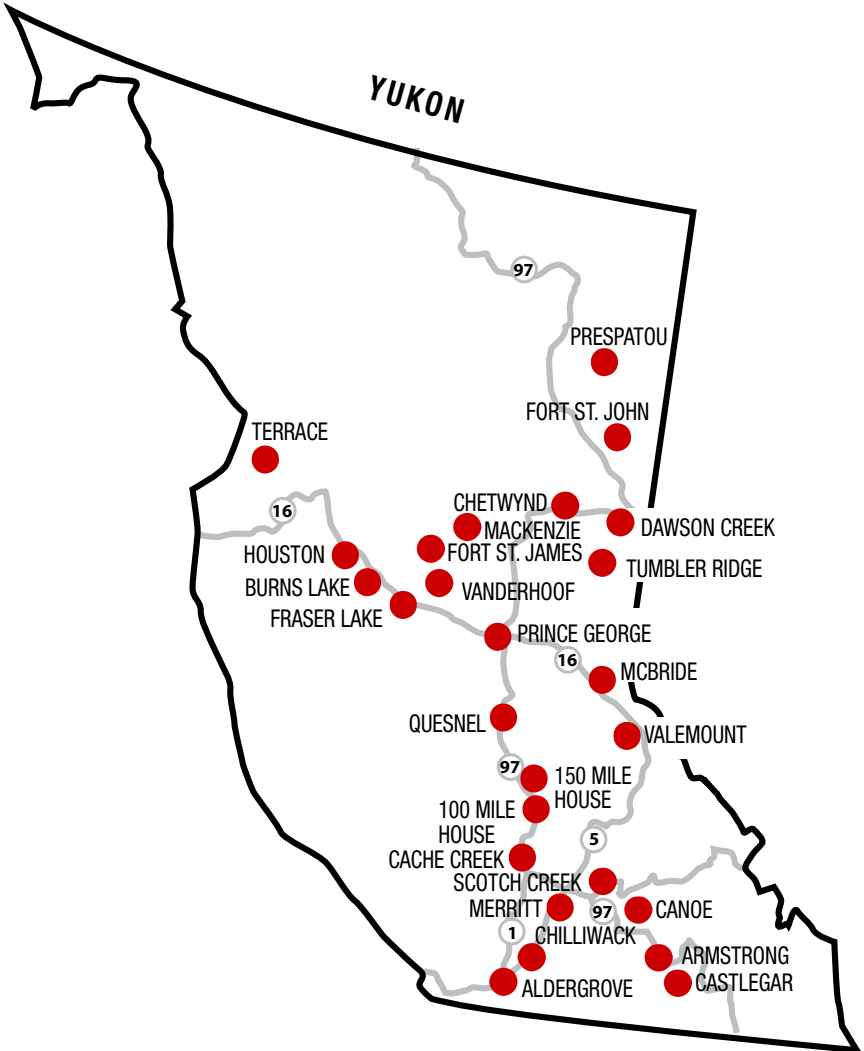 YUKON
97
PRESPATOU
FORT ST. JOHN
TERRACE
CHETWYND
16
MACKENZIE
DAWSON CREEK
HOUSTON
FORT ST. JAMES
TUMBLER RIDGE
BURNS LAKE
VANDERHOOF
FRASER LAKE
PRINCE GEORGE
16
MCBRIDE
QUESNEL
VALEMOUNT
97
150 MILE
HOUSE
100 MILE
HOUSE
5
CACHE CREEK
SCOTCH CREEK
MERRITT
97
CANOE
1
CHILLIWACK
ARMSTRONG
CASTLEGAR
ALDERGROVE